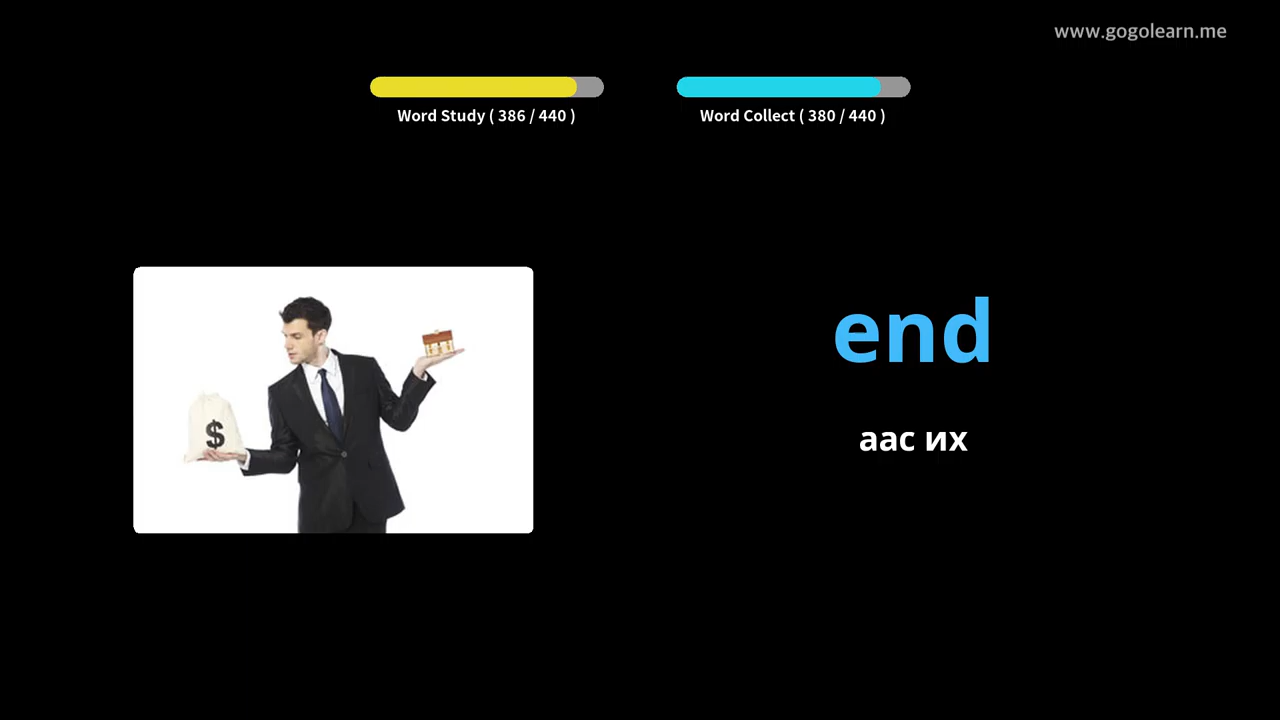 www.gogolearn.me
Word Study ( 386 / 440 )
Word Collect ( 380 / 440 )
end
аас их
$